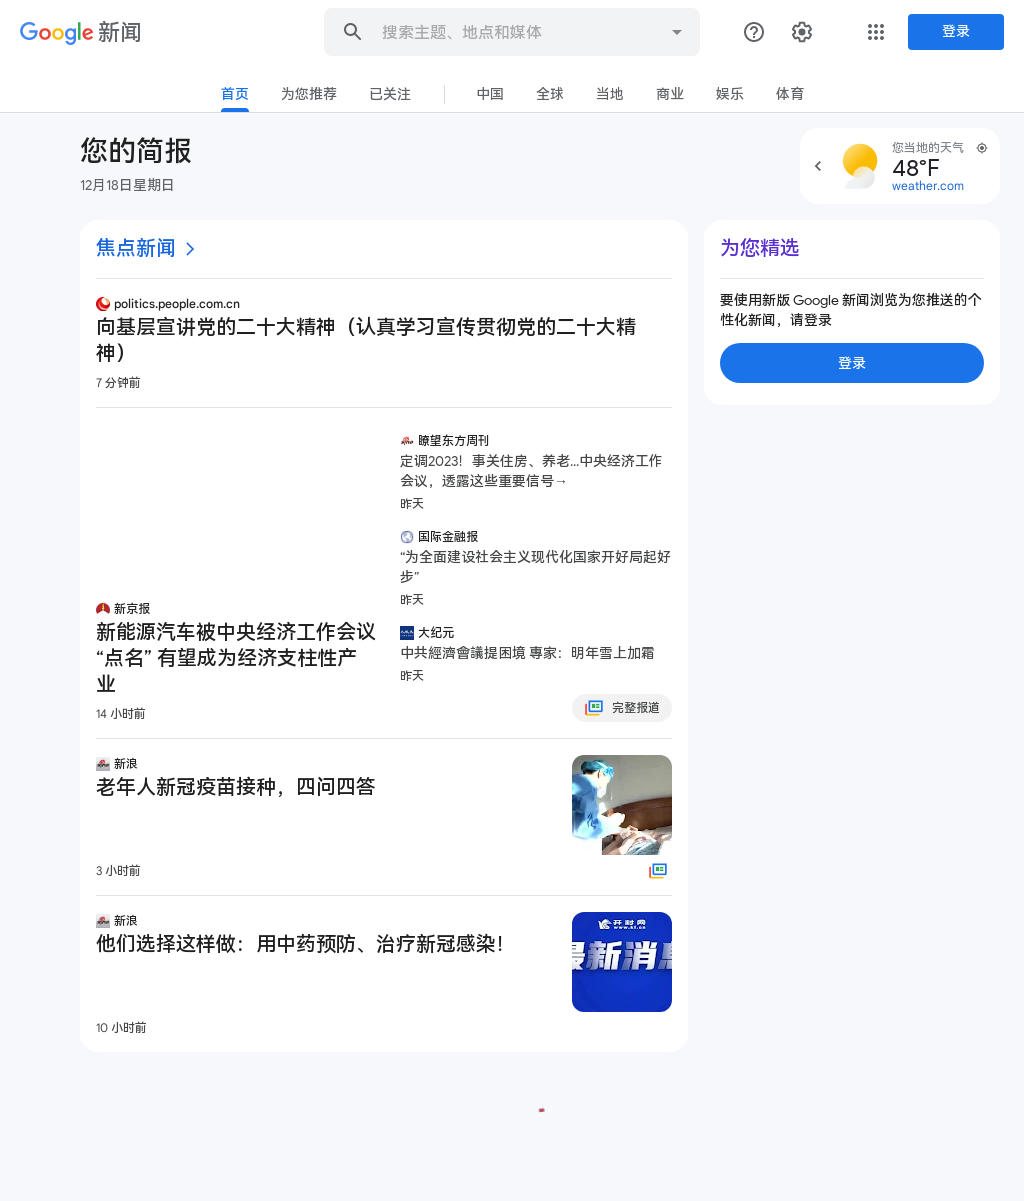 Google 新闻
搜索主题、地点和媒体
登录
首页
为您推荐
已关注
中国
全球
当地
商业
娱乐
体育
您的简报
12月18日星期日
您当地的天气
48°F
weather.com
焦点新闻
politics.people.com.cn
向基层宣讲党的二十大精神（认真学习宣传贯彻党的二十大精
神）
7 分钟前
新京报
新能源汽车被中央经济工作会议
“点名” 有望成为经济支柱性产
业
14 小时前
瞭望东方周刊
定调2023！事关住房、养老...中央经济工作
会议，透露这些重要信号→
昨天
国际金融报
“为全面建设社会主义现代化国家开好局起好
步”
昨天
大纪元
中共經濟會議提困境 專家：明年雪上加霜
昨天
完整报道
新浪
老年人新冠疫苗接种，四问四答
3 小时前
新浪
他们选择这样做：用中药预防、治疗新冠感染！
开封网
www.kf.cn
最新消息
10 小时前
为您精选
要使用新版 Google 新闻浏览为您推送的个
性化新闻，请登录
登录